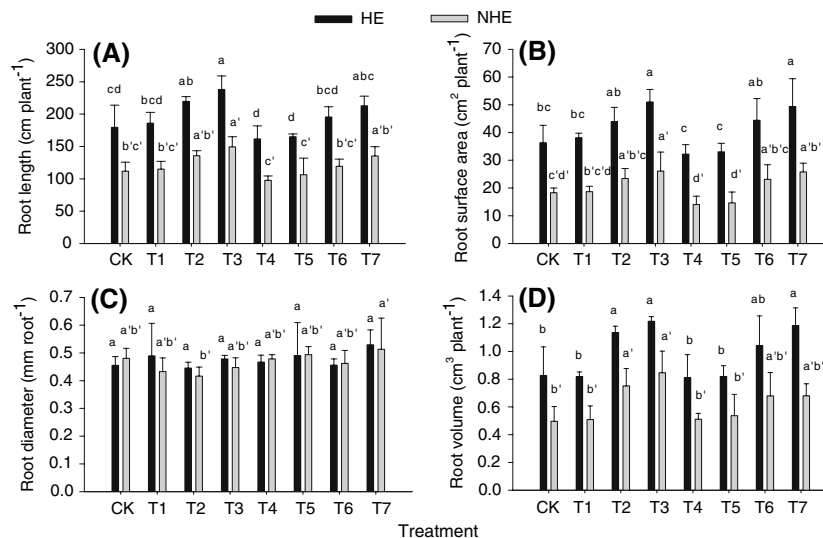 HE NHE
(A)
Root length (cm plant-1)
300
250
200
150
100
50
0
cd b'c' bcd b'c' ab a'b' a a' d c' d c' abc a'b'c' abc a'b'
CK T1 T2 T3 T4 T5 T6 T7
(B)
Root surface area (cm2 plant-1)
70
60
50
40
30
20
10
0
bc c'd' bc b'c'd ab a'b'c a a' c d' c d' ab a'b'c a a'b'
CK T1 T2 T3 T4 T5 T6 T7
(C)
Root diameter (mm root-1)
0.7
0.6
0.5
0.4
0.3
0.2
0.1
0.0
a a'b' a a'b' a b' a a'b' a a'b' a a'b' a a'b' a a'
CK T1 T2 T3 T4 T5 T6 T7
(D)
Root volume (cm3 plant-1)
1.4
1.2
1.0
0.8
0.6
0.4
0.2
0.0
b b' b b' a a' a a' b b' b b' ab a'b' a a'b'
CK T1 T2 T3 T4 T5 T6 T7
Treatment